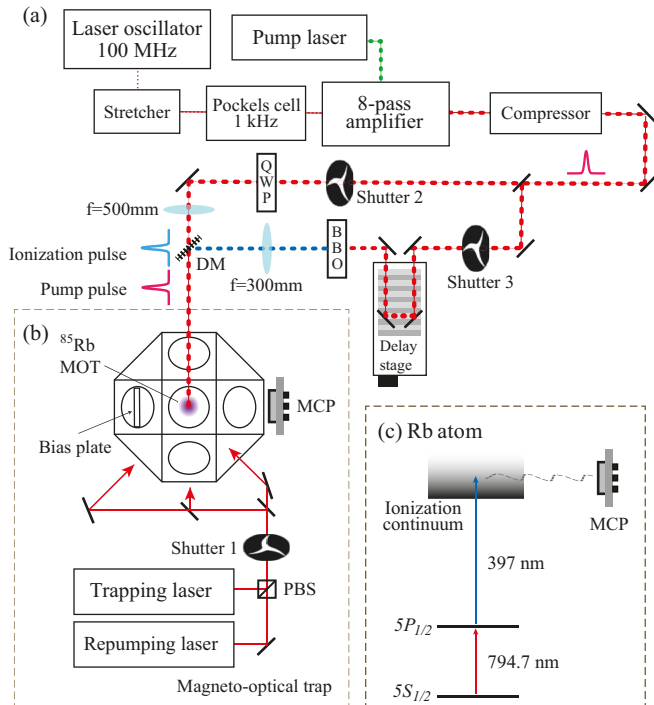 (a)
Laser oscillator
100 MHz
Pump laser
Stretcher
Pockels cell
1 kHz
8-pass
amplifier
Compressor
QWP
Shutter 2
f=500mm
Ionization pulse
DM
f=300mm
BBO
Shutter 3
Pump pulse
Delay
stage
(b)
85Rb
MOT
MCP
Bias plate
Shutter 1
Trapping laser
PBS
Repumping laser
Magneto-optical trap
(c) Rb atom
Ionization
continuum
MCP
397 nm
5P1/2
794.7 nm
5S1/2